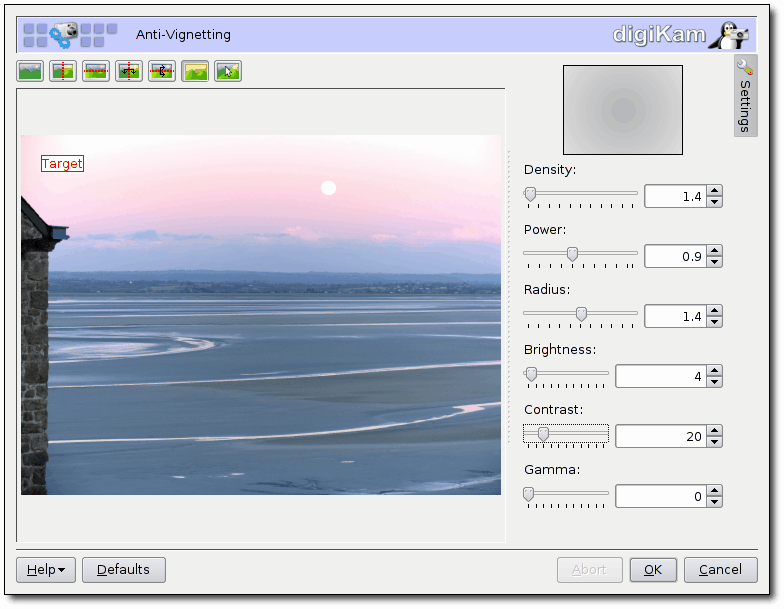 Anti-Vignetting
digiKam
Target
Settings
Density:
1.4
Power:
0.9
Radius:
1.4
Brightness:
4
Contrast:
20
Gamma:
0
Help
Defaults
Abort
OK
Cancel